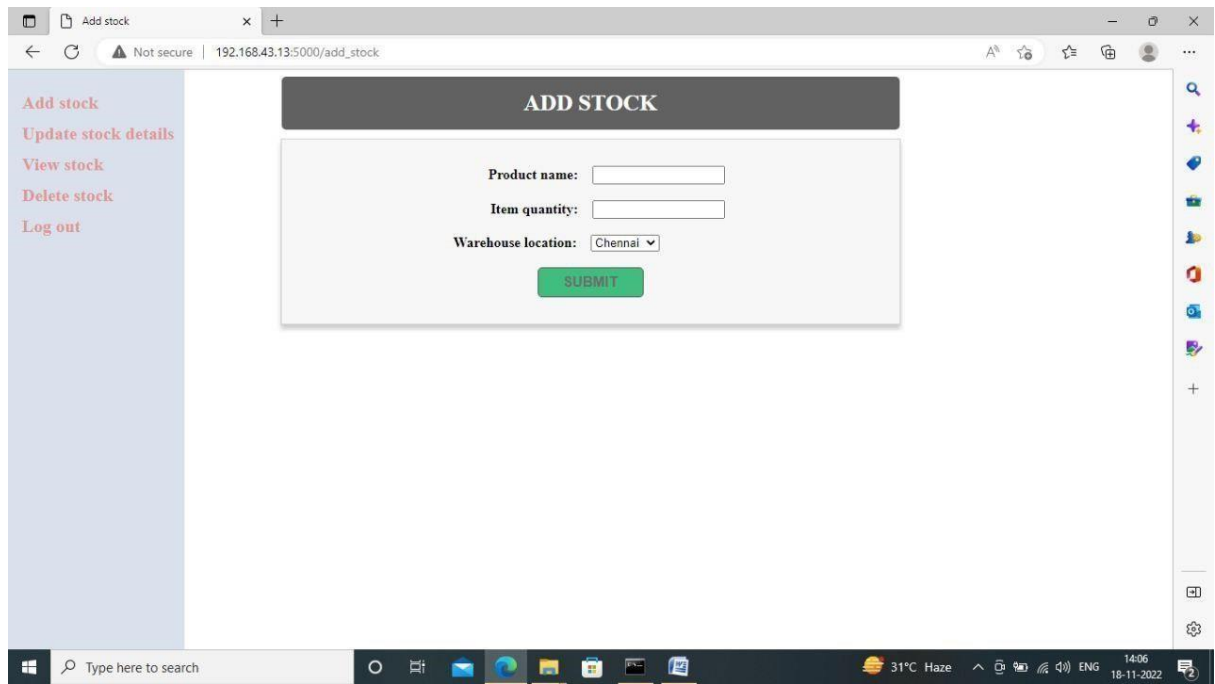 Add stock
Not secure | 192.168.43.13:5000/add_stock
Add stock
Update stock details
View stock
Delete stock
Log out
ADD STOCK
Product name:
Item quantity:
Warehouse location: Chennai
SUBMIT
Type here to search
31°C Haze
ENG
14:06
18-11-2022
2